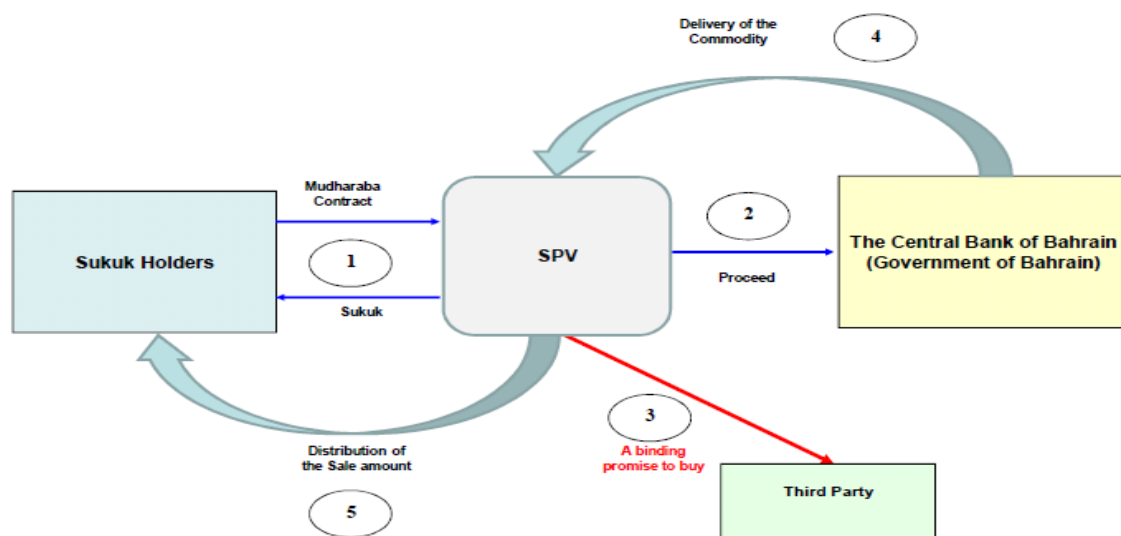 Delivery of the
Commodity
4
Mudharaba
Contract
Sukuk Holders
1
Sukuk
SPV
2
Proceed
The Central Bank of Bahrain
(Government of Bahrain)
3
A binding
promise to buy
Third Party
Distribution of
the Sale amount
5